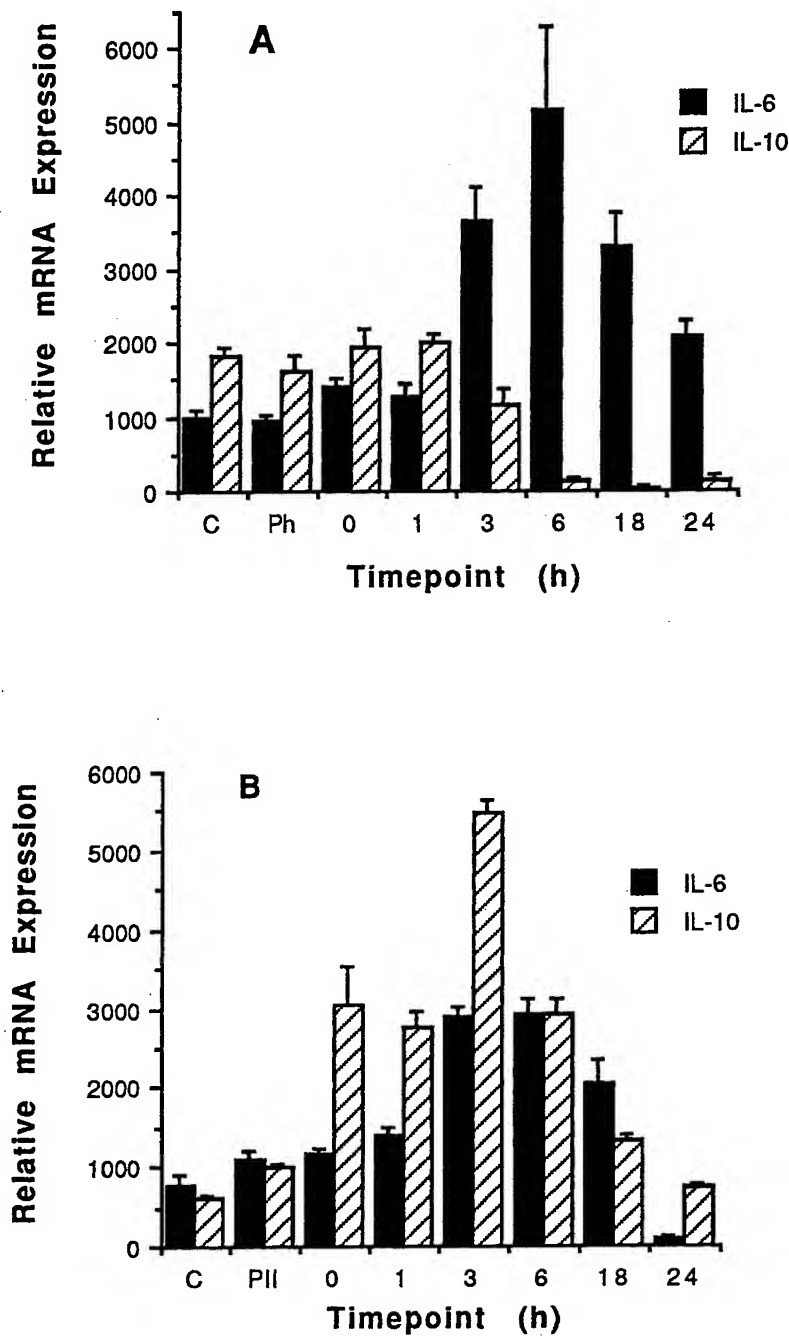 A
Relative mRNA Expression
6000
5000
4000
3000
2000
1000
0
IL-6
IL-10
C Ph 0 1 3 6 18 24
Timepoint (h)
B
Relative mRNA Expression
6000
5000
4000
3000
2000
1000
0
IL-6
IL-10
C PII 0 1 3 6 18 24
Timepoint (h)